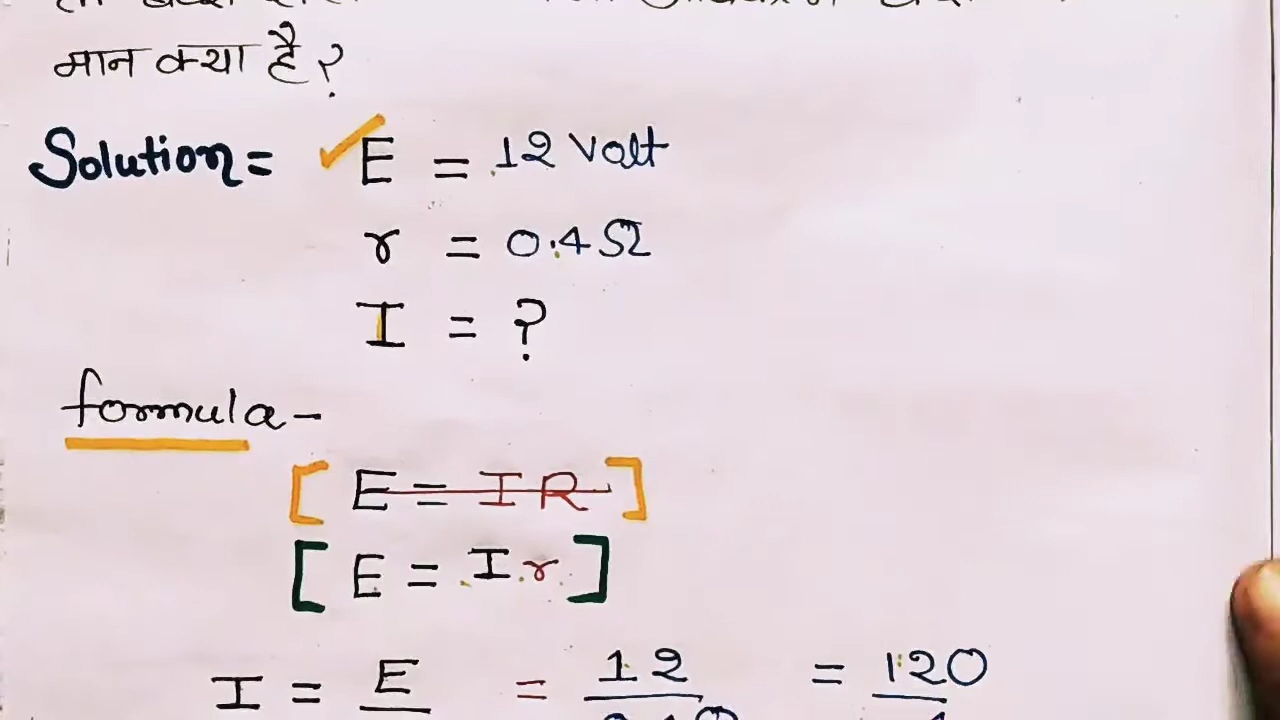 मान क्या है?
Solution = E = 12 Volt
r = 0.4 Ω
I = ?
formula -
[E = IR]
[E = Ir]
I = E = 12 = 120